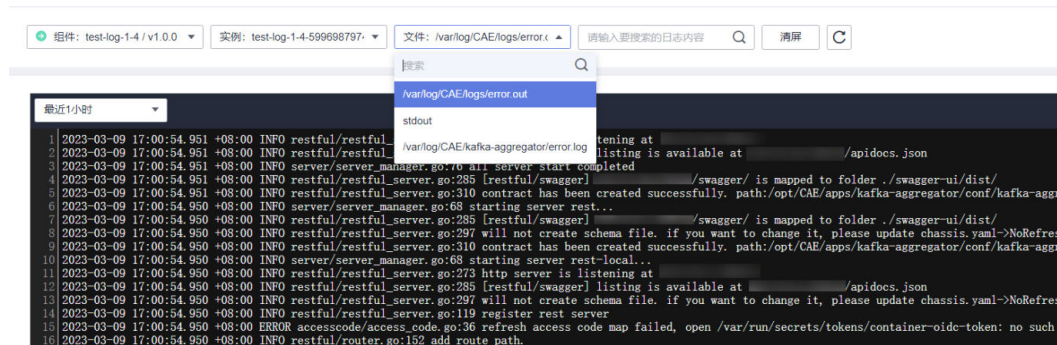 组件：test-log-1-4 / v1.0.0 实例：test-log-1-4-599698797- 文件：/var/log/CAE/logs/error.( 请输入要搜索的日志内容 清屏
搜索
/var/log/CAE/logs/error.out
stdout
/var/log/CAE/kafka-aggregator/error.log
最近1小时
1 2023-03-09 17:00:54.951 +08:00 INFO restful/restful_ tening at
2 2023-03-09 17:00:54.951 +08:00 INFO restful/restful_ listing is available at /apidocs.json
3 2023-03-09 17:00:54.951 +08:00 INFO server/server_manager.go:76 all server start completed
4 2023-03-09 17:00:54.951 +08:00 INFO restful/restful_server.go:285 [restful/swagger] /swagger/ is mapped to folder ./swagger-ui/dist/
5 2023-03-09 17:00:54.951 +08:00 INFO restful/restful_server.go:310 contract has been created successfully. path:/opt/CAE/apps/kafka-aggregator/conf/kafka-aggr
6 2023-03-09 17:00:54.950 +08:00 INFO server/server_manager.go:68 starting server rest...
7 2023-03-09 17:00:54.950 +08:00 INFO restful/restful_server.go:285 [restful/swagger] /swagger/ is mapped to folder ./swagger-ui/dist/
8 2023-03-09 17:00:54.950 +08:00 INFO restful/restful_server.go:297 will not create schema file. if you want to change it, please update chassis.yaml->NoRefres
9 2023-03-09 17:00:54.950 +08:00 INFO restful/restful_server.go:310 contract has been created successfully. path:/opt/CAE/apps/kafka-aggregator/conf/kafka-aggr
10 2023-03-09 17:00:54.950 +08:00 INFO server/server_manager.go:68 starting server rest-local...
11 2023-03-09 17:00:54.950 +08:00 INFO restful/restful_server.go:273 http server is listening at
12 2023-03-09 17:00:54.950 +08:00 INFO restful/restful_server.go:285 [restful/swagger] listing is available at /apidocs.json
13 2023-03-09 17:00:54.950 +08:00 INFO restful/restful_server.go:297 will not create schema file. if you want to change it, please update chassis.yaml->NoRefres
14 2023-03-09 17:00:54.950 +08:00 INFO restful/restful_server.go:119 register rest server
15 2023-03-09 17:00:54.950 +08:00 ERROR accesscode/access_code.go:36 refresh access code map failed, open /var/run/secrets/tokens/container-oidc-token: no such
16 2023-03-09 17:00:54.950 +08:00 INFO restful/router.go:152 add route path.